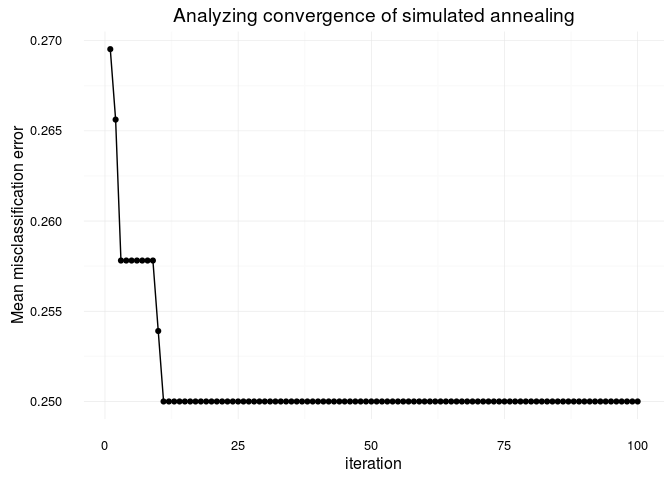 Analyzing convergence of simulated annealing
Mean misclassification error
0.270
0.265
0.260
0.255
0.250
0 25 50 75 100
iteration